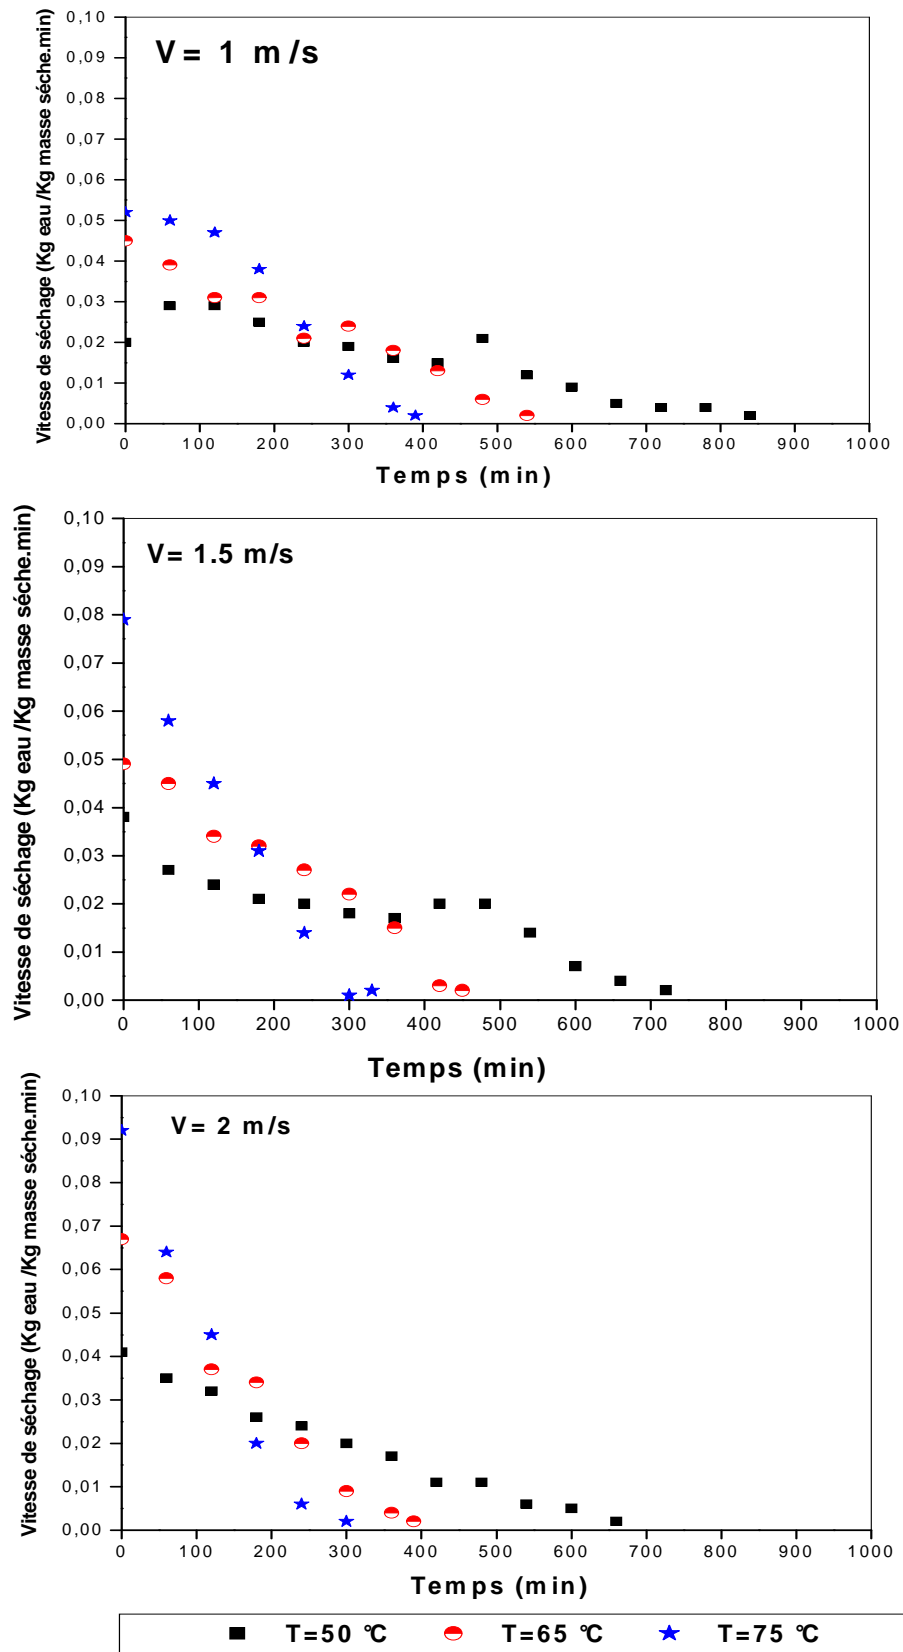 V= 1 m/s
Vitesse de séchage (Kg eau /Kg masse séche.min)
0,10
0,09
0,08
0,07
0,06
0,05
0,04
0,03
0,02
0,01
0,00
0 100 200 300 400 500 600 700 800 900 1000
Temps (min)
V= 1.5 m/s
Vitesse de séchage (Kg eau /Kg masse séche.min)
0,10
0,09
0,08
0,07
0,06
0,05
0,04
0,03
0,02
0,01
0,00
0 100 200 300 400 500 600 700 800 900 1000
Temps (min)
V= 2 m/s
Vitesse de séchage (Kg eau /Kg masse séche.min)
0,10
0,09
0,08
0,07
0,06
0,05
0,04
0,03
0,02
0,01
0,00
0 100 200 300 400 500 600 700 800 900 1000
Temps (min)
T=50 °C T=65 °C T=75 °C